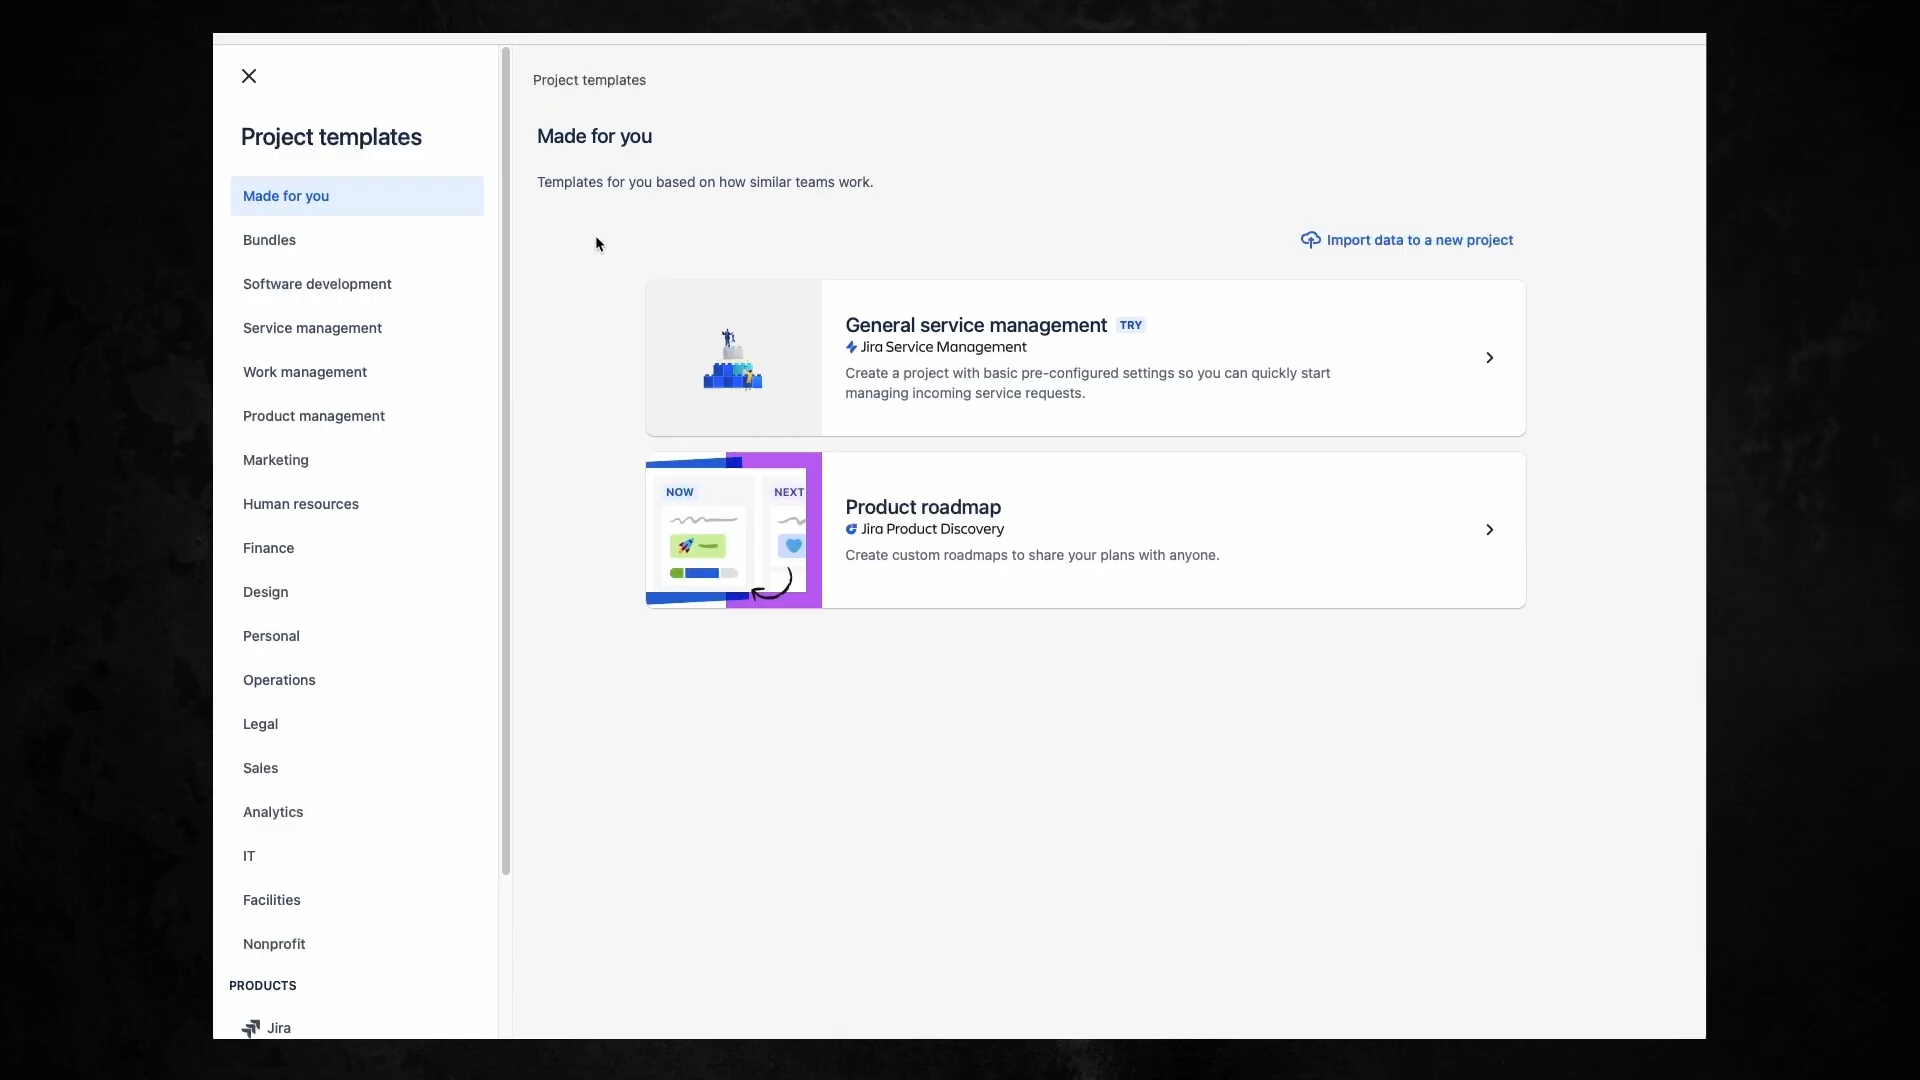 Project templates
Made for you
Bundles
Software development
Service management
Work management
Product management
Marketing
Human resources
Finance
Design
Personal
Operations
Legal
Sales
Analytics
IT
Facilities
Nonprofit
PRODUCTS
Jira
Project templates
Made for you
Templates for you based on how similar teams work.
Import data to a new project
General service management TRY
Jira Service Management
Create a project with basic pre-configured settings so you can quickly start
managing incoming service requests.
NOW NEXT
Product roadmap
Jira Product Discovery
Create custom roadmaps to share your plans with anyone.